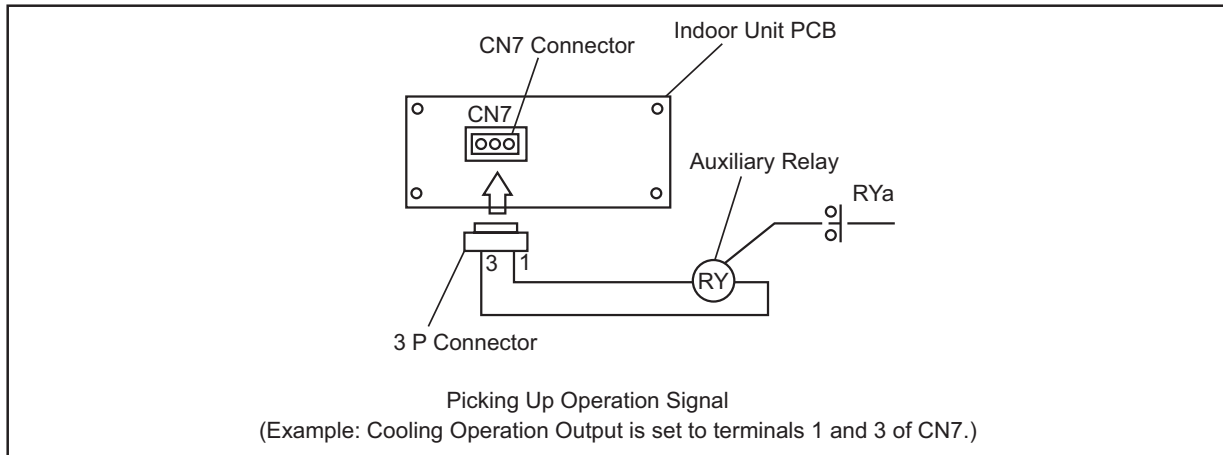 Indoor Unit PCB
CN7 Connector
CN7
Auxiliary Relay
RYa
3 1
RY
3 P Connector
Picking Up Operation Signal
(Example: Cooling Operation Output is set to terminals 1 and 3 of CN7.)